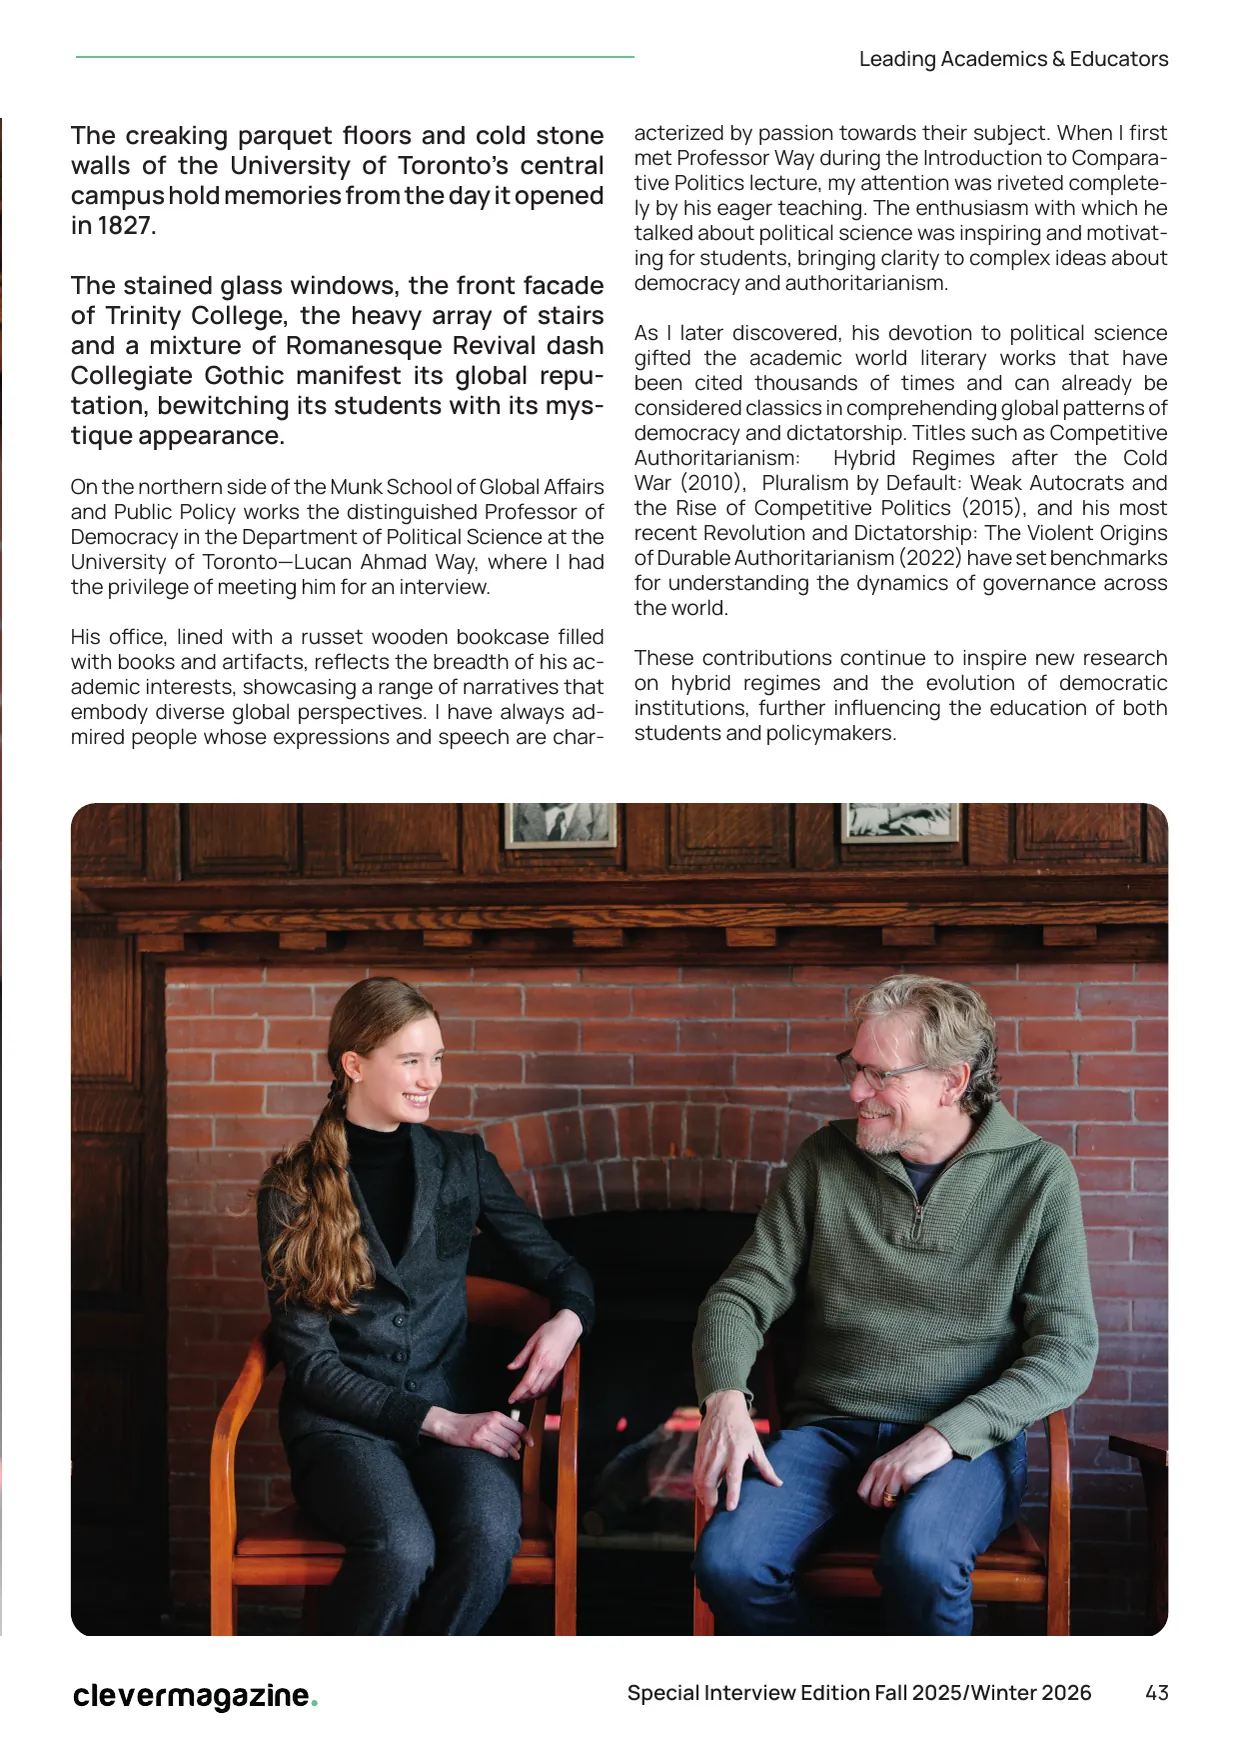 Leading Academics & Educators
The creaking parquet floors and cold stone
walls of the University of Toronto’s central
campus hold memories from the day it opened
in 1827.
The stained glass windows, the front facade
of Trinity College, the heavy array of stairs
and a mixture of Romanesque Revival dash
Collegiate Gothic manifest its global repu-
tation, bewitching its students with its mys-
tique appearance.
On the northern side of the Munk School of Global Affairs
and Public Policy works the distinguished Professor of
Democracy in the Department of Political Science at the
University of Toronto—Lucan Ahmad Way, where I had
the privilege of meeting him for an interview.
His office, lined with a russet wooden bookcase filled
with books and artifacts, reflects the breadth of his ac-
ademic interests, showcasing a range of narratives that
embody diverse global perspectives. I have always ad-
mired people whose expressions and speech are char-
acterized by passion towards their subject. When I first
met Professor Way during the Introduction to Compara-
tive Politics lecture, my attention was riveted complete-
ly by his eager teaching. The enthusiasm with which he
talked about political science was inspiring and motivat-
ing for students, bringing clarity to complex ideas about
democracy and authoritarianism.
As I later discovered, his devotion to political science
gifted the academic world literary works that have
been cited thousands of times and can already be
considered classics in comprehending global patterns of
democracy and dictatorship. Titles such as Competitive
Authoritarianism: Hybrid Regimes after the Cold
War (2010), Pluralism by Default: Weak Autocrats and
the Rise of Competitive Politics (2015), and his most
recent Revolution and Dictatorship: The Violent Origins
of Durable Authoritarianism (2022) have set benchmarks
for understanding the dynamics of governance across
the world.
These contributions continue to inspire new research
on hybrid regimes and the evolution of democratic
institutions, further influencing the education of both
students and policymakers.
clevermagazine.
Special Interview Edition Fall 2025/Winter 2026
43